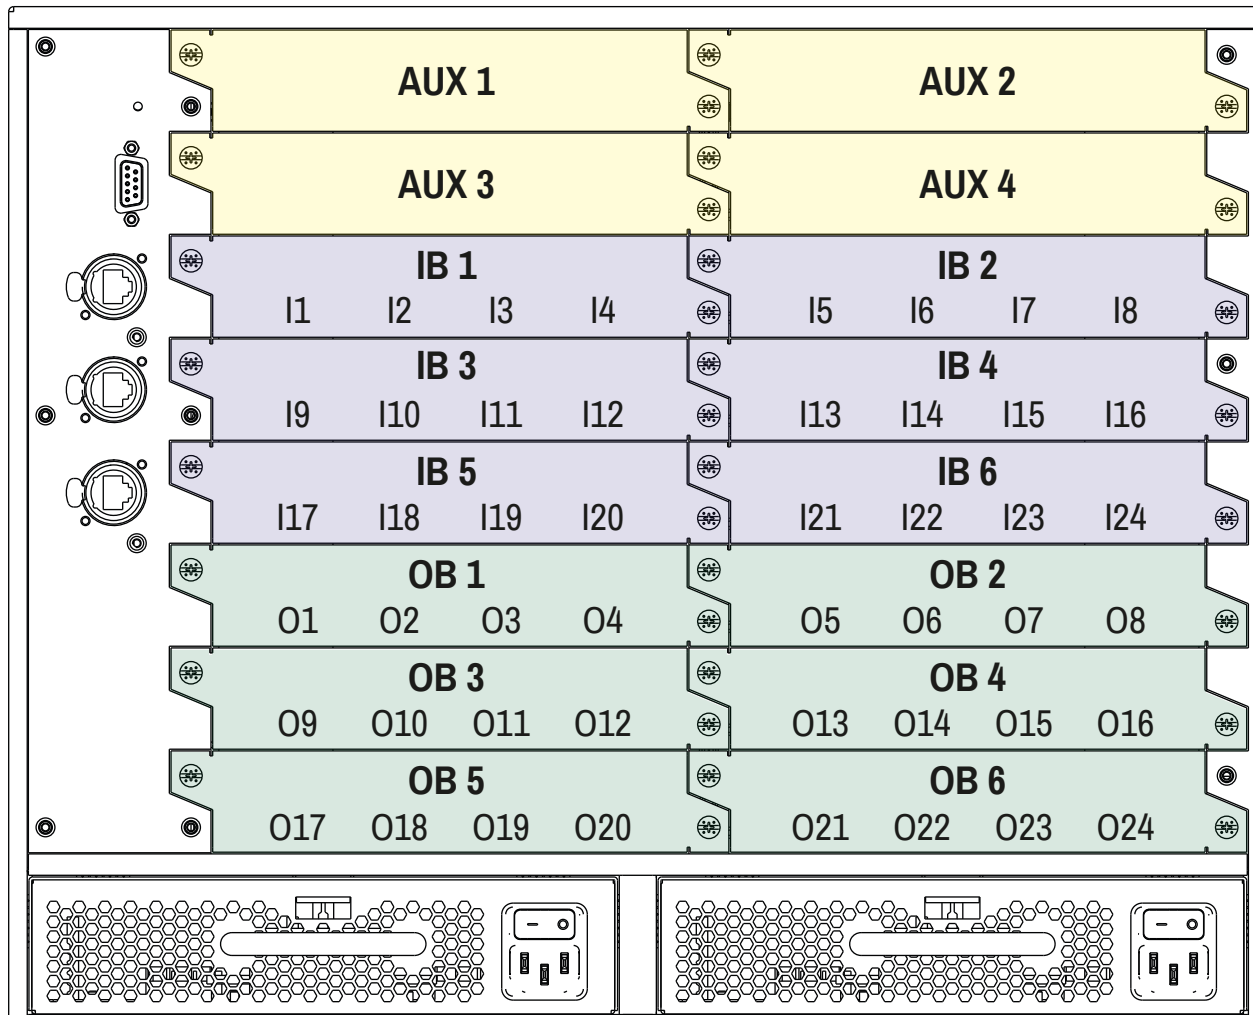 AUX 1 AUX 2
AUX 3 AUX 4
IB 1 IB 2
I1 I2 I3 I4 I5 I6 I7 I8
IB 3 IB 4
I9 I10 I11 I12 I13 I14 I15 I16
IB 5 IB 6
I17 I18 I19 I20 I21 I22 I23 I24
OB 1 OB 2
O1 O2 O3 O4 O5 O6 O7 O8
OB 3 OB 4
O9 O10 O11 O12 O13 O14 O15 O16
OB 5 OB 6
O17 O18 O19 O20 O21 O22 O23 O24